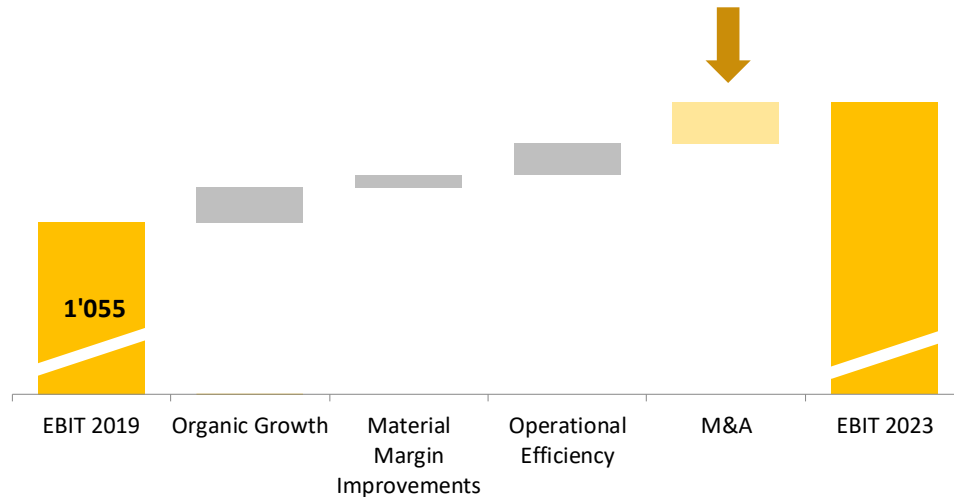 1'055
EBIT 2019
Organic Growth
Material
Margin
Improvements
Operational
Efficiency
M&A
EBIT 2023